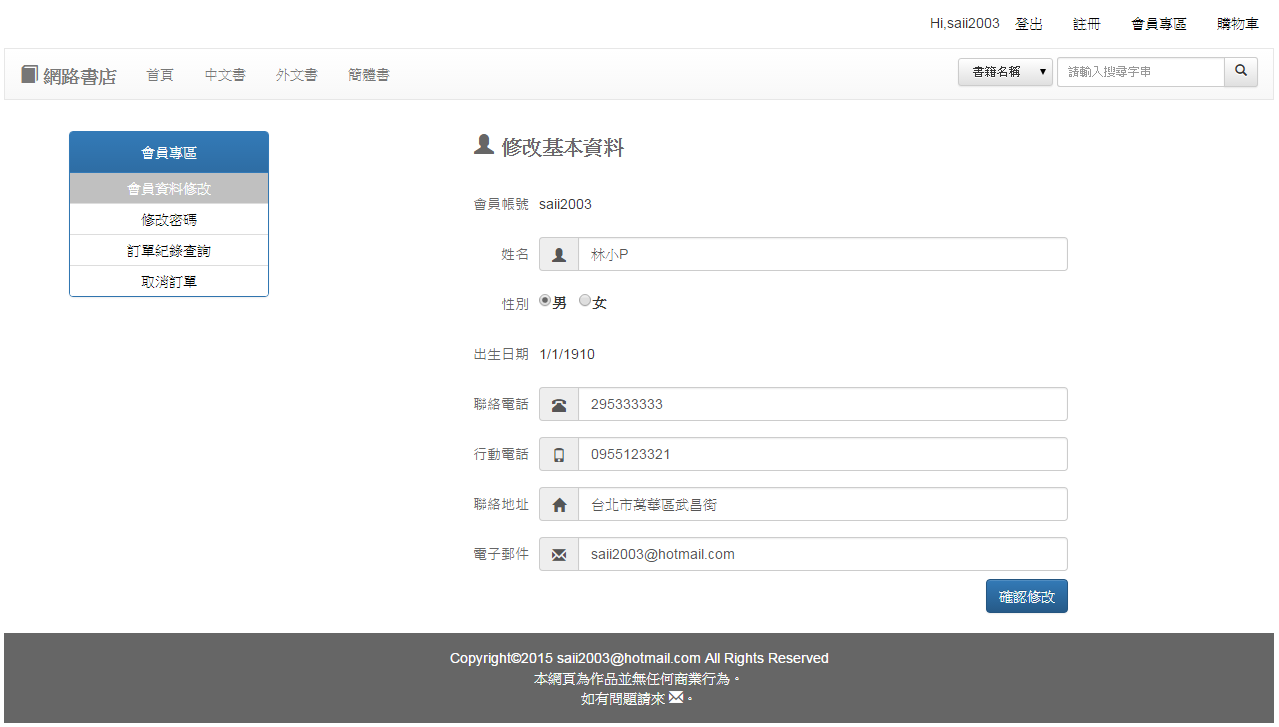 Hi,saii2003 登出 註冊 會員專區 購物車
網路書店 首頁 中文書 外文書 簡體書 書籍名稱 請輸入搜尋字串
會員專區
會員資料修改
修改密碼
訂單紀錄查詢
取消訂單
修改基本資料
會員帳號 saii2003
姓名 林小P
性別 男 女
出生日期 1/1/1910
聯絡電話 295333333
行動電話 0955123321
聯絡地址 台北市萬華區武昌街
電子郵件 saii2003@hotmail.com
確認修改
Copyright©2015 saii2003@hotmail.com All Rights Reserved
本網頁為作品並無任何商業行為。
如有問題請來 。